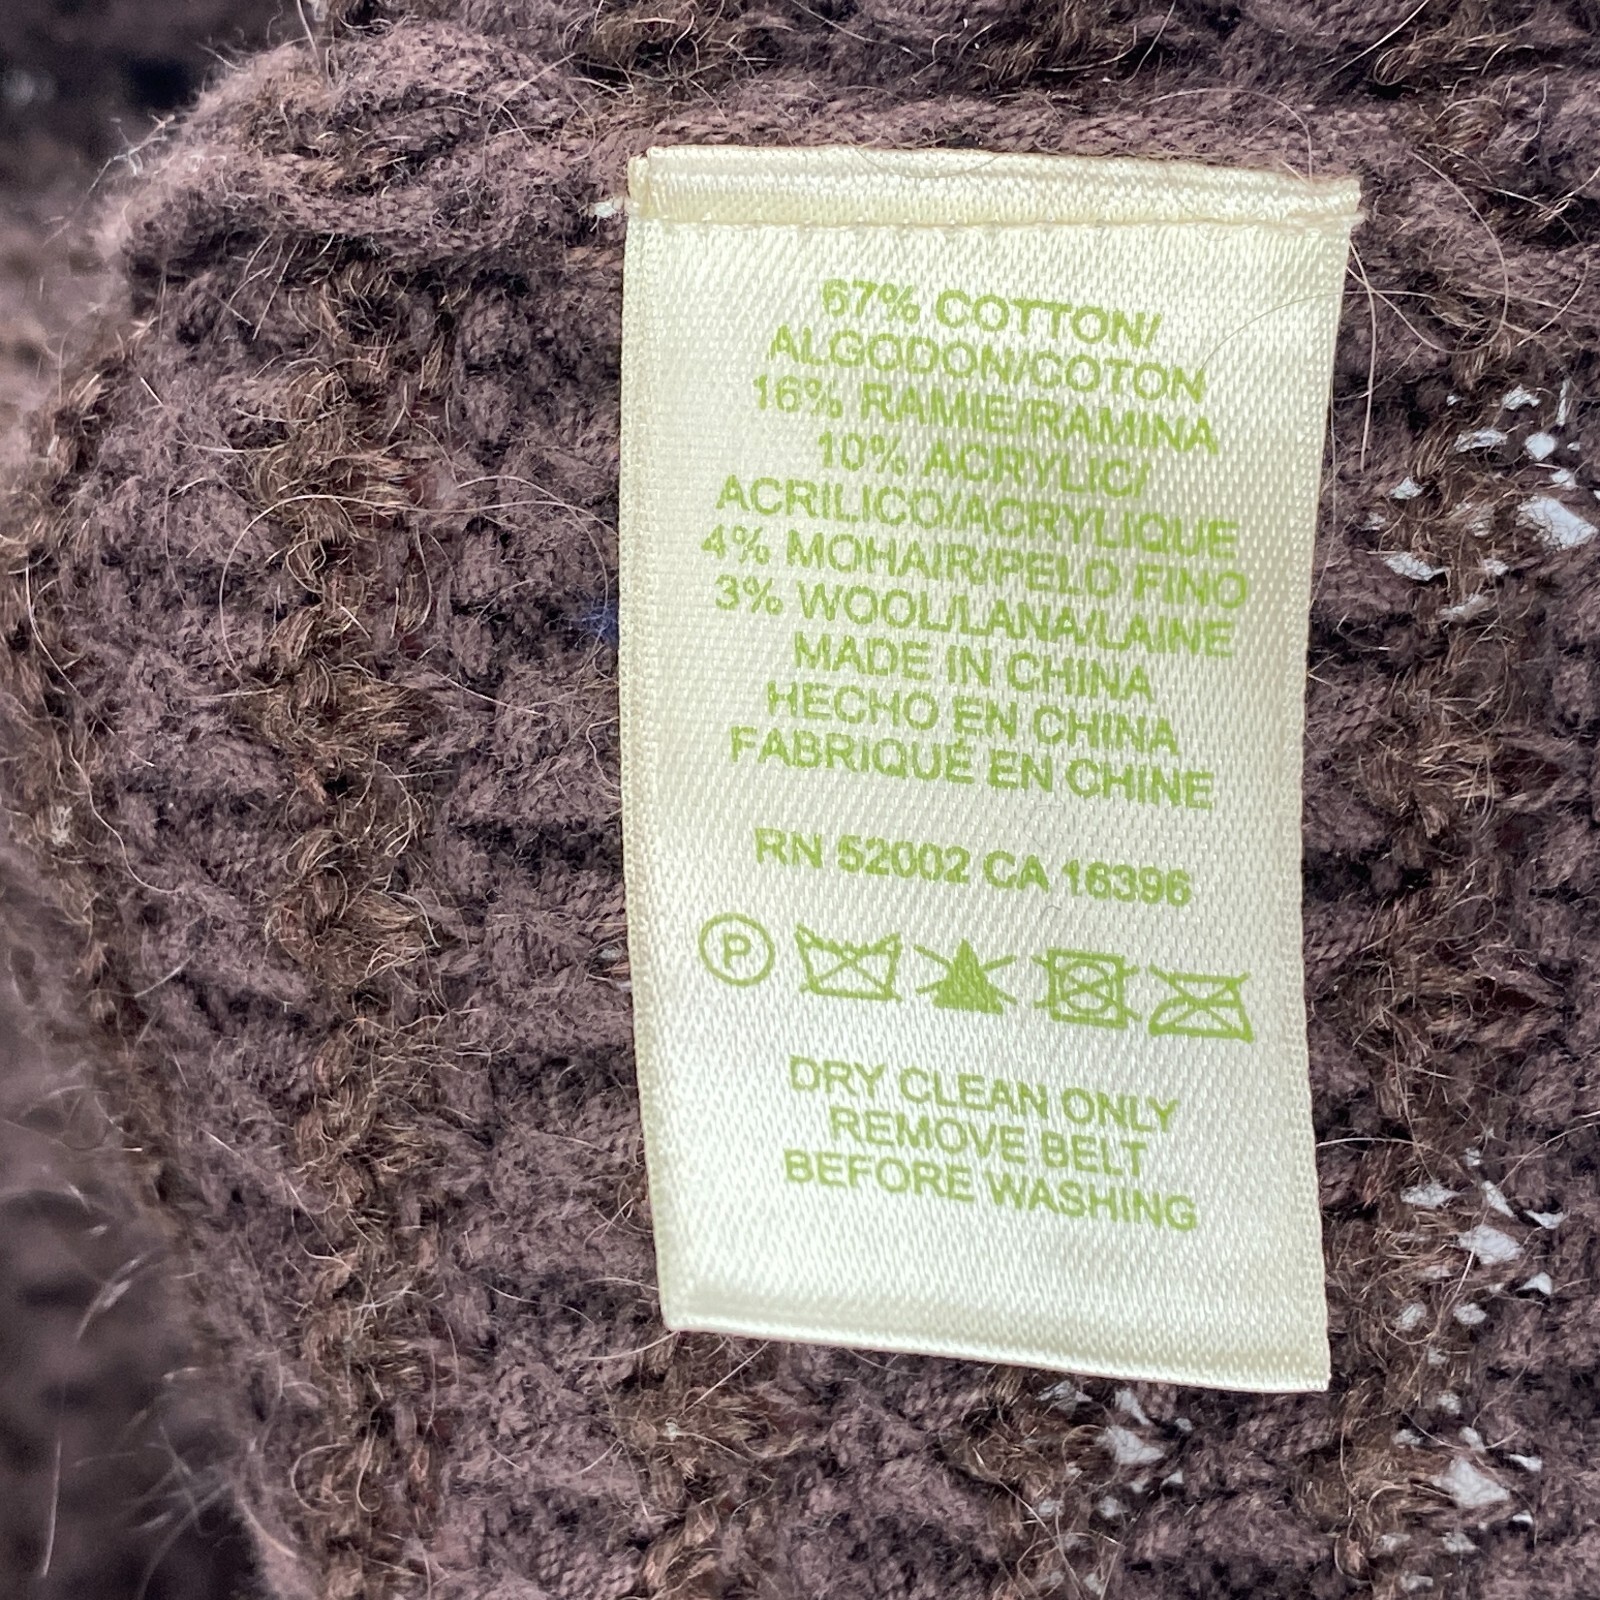 67% COTTON/
ALGODON/COTON
16% RAMIE/RAMINA
10% ACRYLIC/
ACRILICO/ACRYLIQUE
4% MOHAIR/PELO FINO
3% WOOL/LANA/LAINE
MADE IN CHINA
HECHO EN CHINA
FABRIQUÉ EN CHINE
RN 52002 CA 16396
P
DRY CLEAN ONLY
REMOVE BELT
BEFORE WASHING